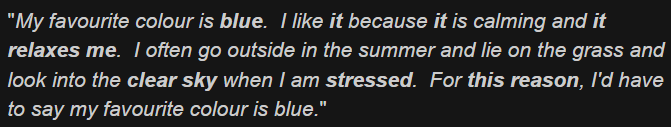 "My favourite colour is blue.  I like it because it is calming and it
relaxes me.  I often go outside in the summer and lie on the grass and
look into the clear sky when I am stressed.  For this reason, I'd have
to say my favourite colour is blue."